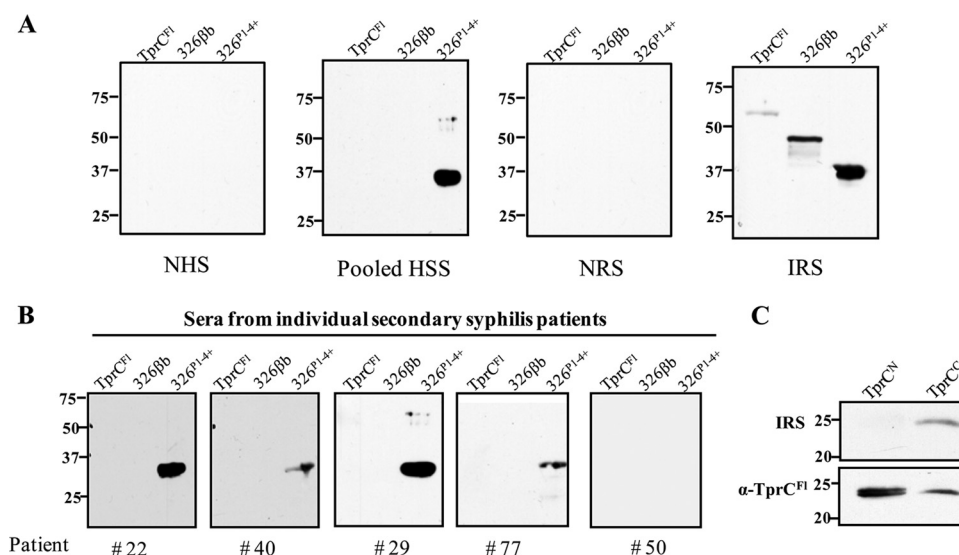 A
TprC^Fl 326βb 326^P1-4+
75
50
37
25
NHS
TprC^Fl 326βb 326^P1-4+
75
50
37
25
Pooled HSS
TprC^Fl 326βb 326^P1-4+
75
50
37
25
NRS
TprC^Fl 326βb 326^P1-4+
75
50
37
25
IRS
B
Sera from individual secondary syphilis patients
TprC^Fl 326βb 326^P1-4+
TprC^Fl 326βb 326^P1-4+
TprC^Fl 326βb 326^P1-4+
TprC^Fl 326βb 326^P1-4+
TprC^Fl 326βb 326^P1-4+
75
50
37
25
Patient # 22 # 40 # 29 # 77 # 50
C
TprC^N TprC^C
IRS
25
20
α-TprC^Fl
25
20